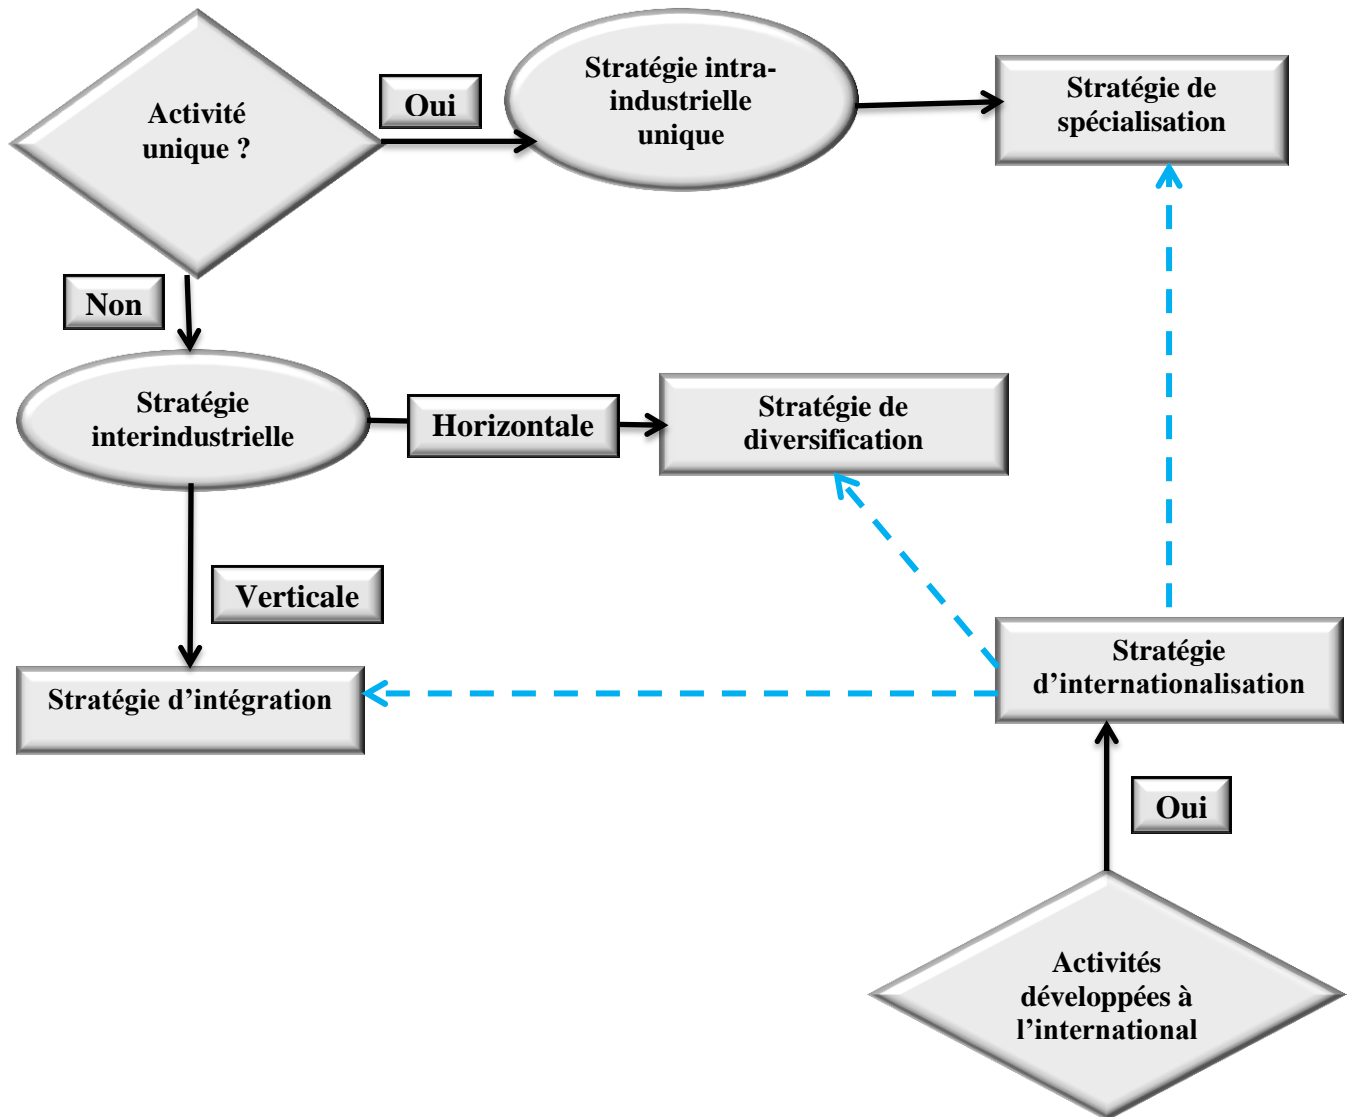 Activité
unique ?
Oui
Stratégie intra-
industrielle
unique
Stratégie de
spécialisation
Non
Stratégie
interindustrielle
Horizontale
Stratégie de
diversification
Verticale
Stratégie d’intégration
Stratégie
d’internationalisation
Oui
Activités
développées à
l’international